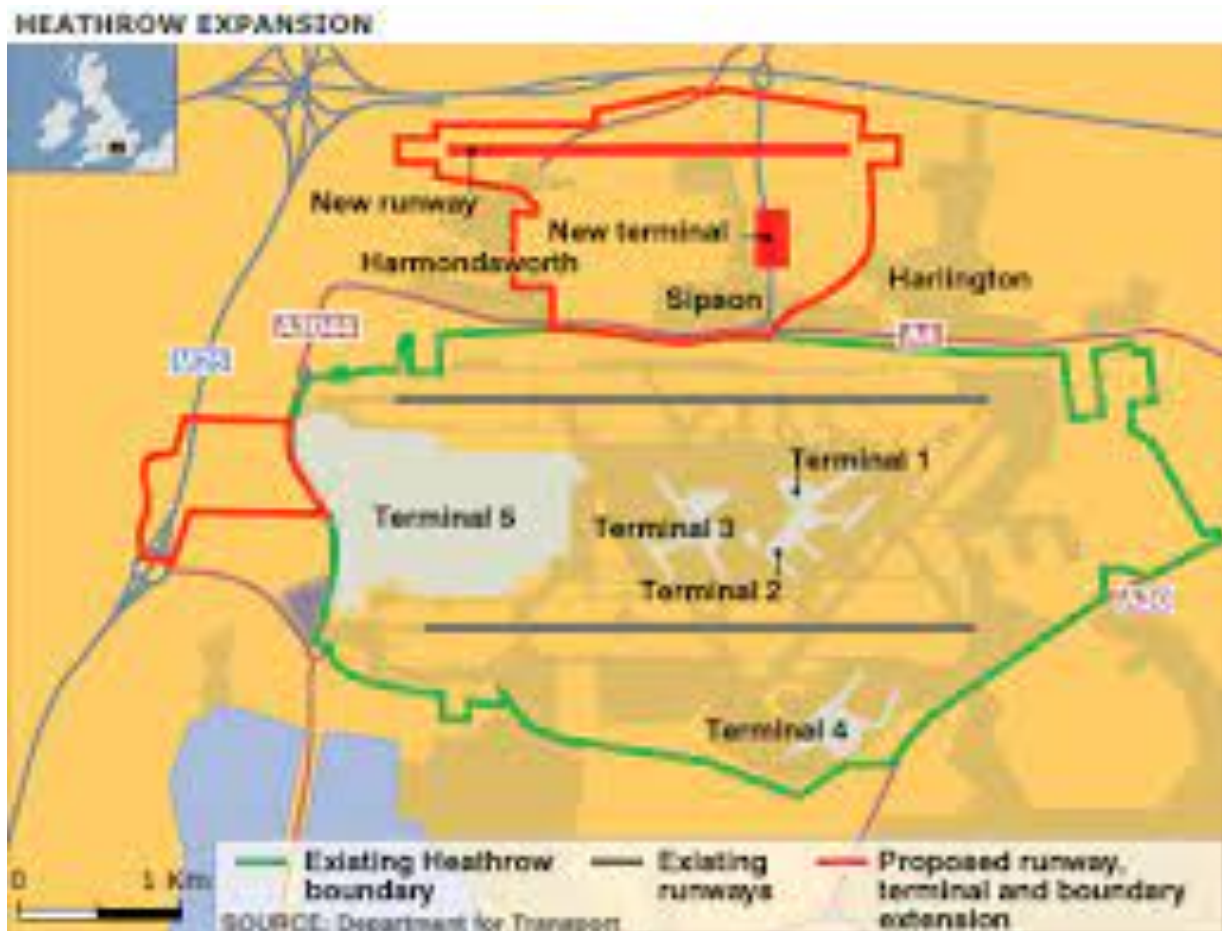 HEATHROW EXPANSION
New runway
New terminal
Harmondsworth
Sipson
Harlington
A4
Terminal 1
Terminal 5
Terminal 3
Terminal 2
Terminal 4
0 1 Km
Existing Heathrow
boundary
Existing
runways
Proposed runway,
terminal and boundary
extension
SOURCE: Department for Transport